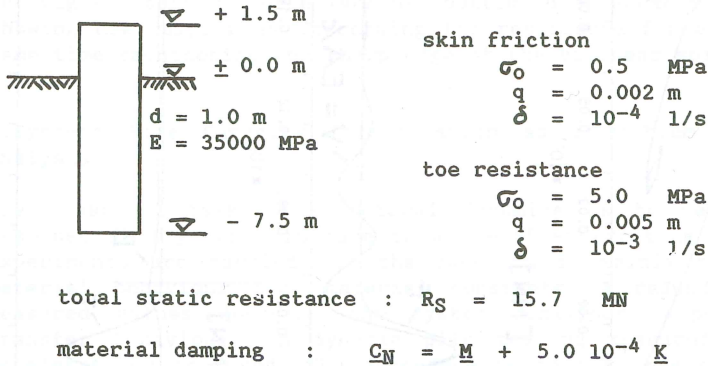 + 1.5 m
± 0.0 m
d = 1.0 m
E = 35000 MPa
- 7.5 m
skin friction
σ₀ = 0.5 MPa
q = 0.002 m
δ = 10⁻⁴ 1/s
toe resistance
σ₀ = 5.0 MPa
q = 0.005 m
δ = 10⁻³ 1/s
total static resistance : R_S = 15.7 MN
material damping : C_N = M + 5.0 10⁻⁴ K